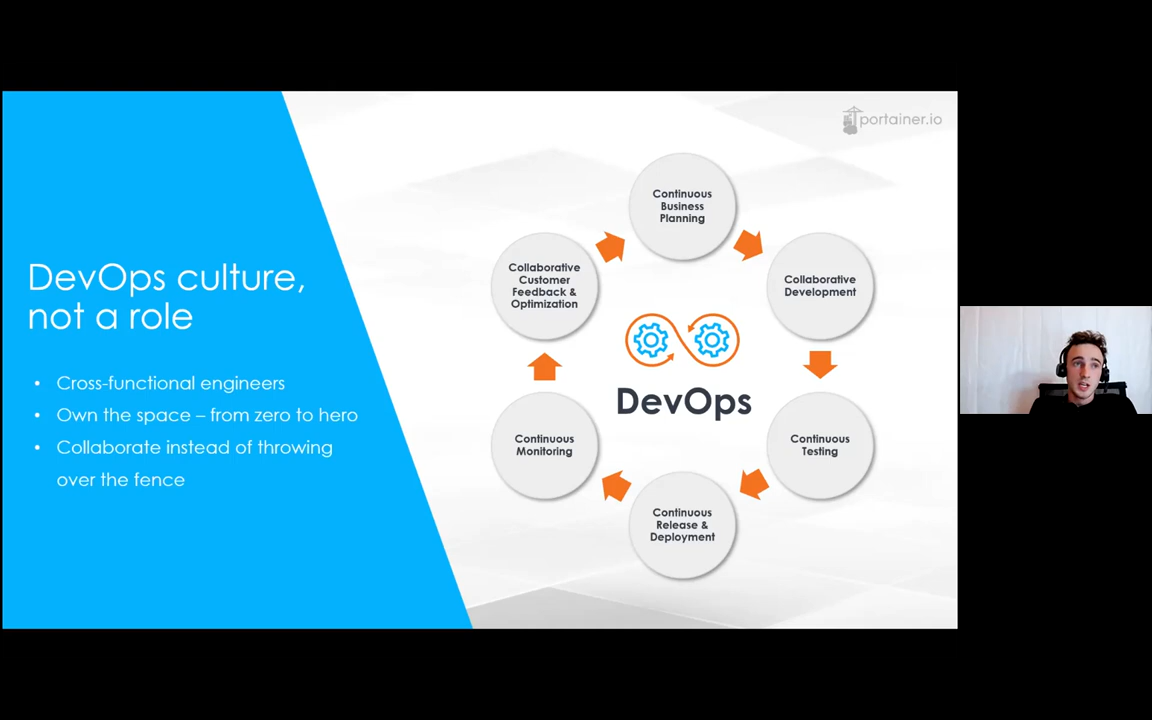 portainer.io
DevOps culture,
not a role
• Cross-functional engineers
• Own the space – from zero to hero
• Collaborate instead of throwing
over the fence
Continuous
Business
Planning
Collaborative
Development
Continuous
Testing
Continuous
Release &
Deployment
Continuous
Monitoring
Collaborative
Customer
Feedback &
Optimization
DevOps